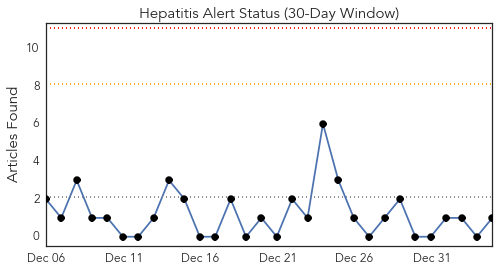 Hepatitis Alert Status (30-Day Window)
Articles Found
10
8
6
4
2
0
Dec 06 Dec 11 Dec 16 Dec 21 Dec 26 Dec 31